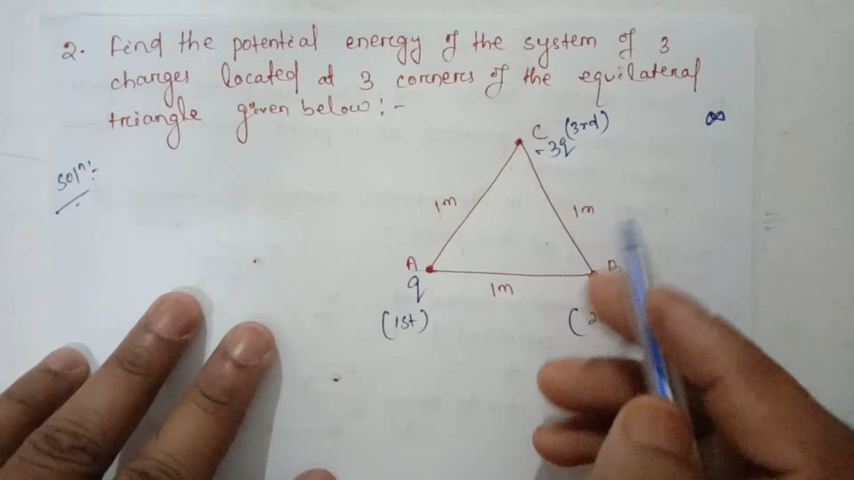 2. Find the potential energy of the system of 3
charges located at 3 corners of the equilateral
triangle given below:-
soln:-
C (3rd)
-3q
∞
1m
1m
A
B
q
1m
(1st)
(2